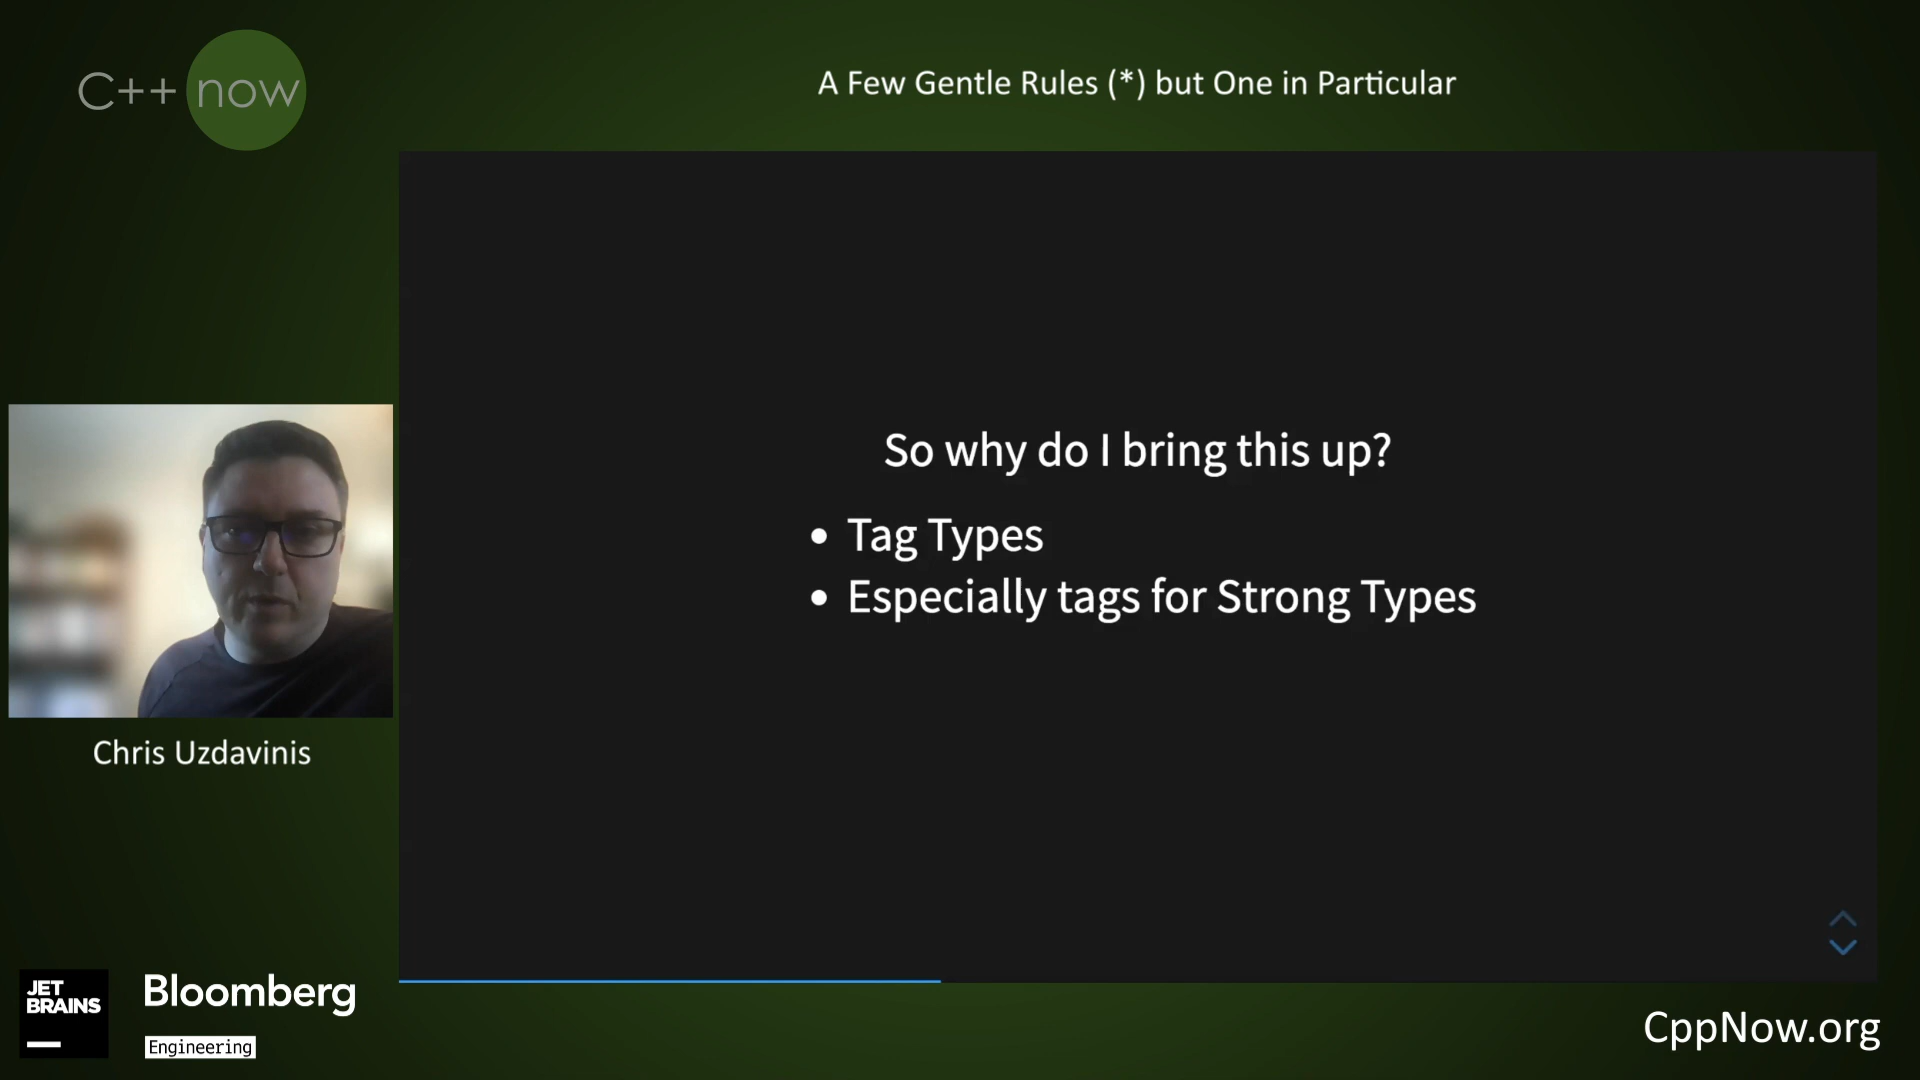 C++ now
A Few Gentle Rules (*) but One in Particular
So why do I bring this up?
• Tag Types
• Especially tags for Strong Types
Chris Uzdavinis
JET
BRAINS
Bloomberg
Engineering
CppNow.org